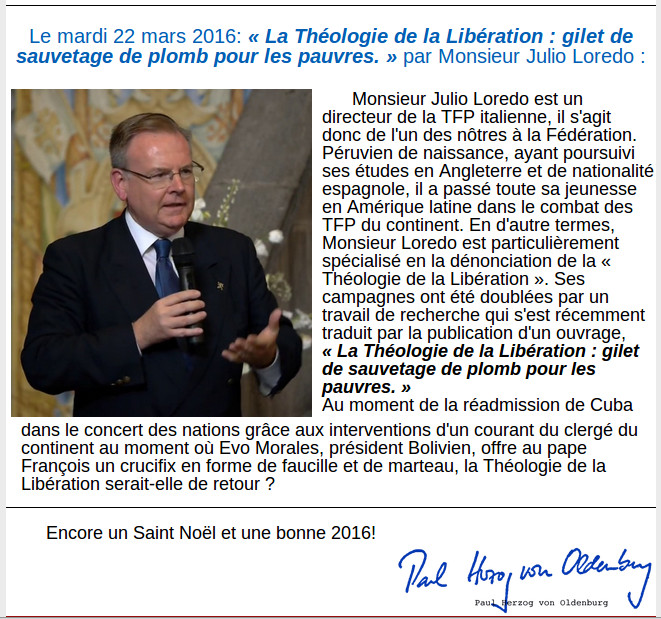 Le mardi 22 mars 2016: « La Théologie de la Libération : gilet de
sauvetage de plomb pour les pauvres. » par Monsieur Julio Loredo :
Monsieur Julio Loredo est un
directeur de la TFP italienne, il s'agit
donc de l'un des nôtres à la Fédération.
Péruvien de naissance, ayant poursuivi
ses études en Angleterre et de nationalité
espagnole, il a passé toute sa jeunesse
en Amérique latine dans le combat des
TFP du continent. En d'autre termes,
Monsieur Loredo est particulièrement
spécialisé en la dénonciation de la «
Théologie de la Libération ». Ses
campagnes ont été doublées par un
travail de recherche qui s'est récemment
traduit par la publication d'un ouvrage,
« La Théologie de la Libération : gilet
de sauvetage de plomb pour les
pauvres. »
Au moment de la réadmission de Cuba
dans le concert des nations grâce aux interventions d'un courant du clergé du
continent au moment où Evo Morales, président Bolivien, offre au pape
François un crucifix en forme de faucille et de marteau, la Théologie de la
Libération serait-elle de retour ?
Encore un Saint Noël et une bonne 2016!
Paul Herzog von Oldenburg
Paul Herzog von Oldenburg